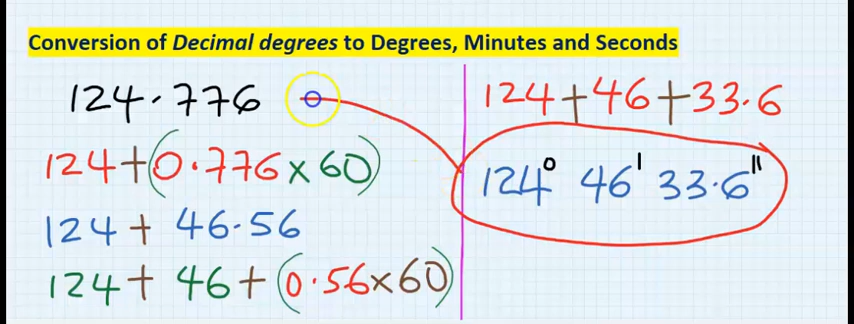 Conversion of Decimal degrees to Degrees, Minutes and Seconds
124.776
124+(0.776×60)
124+ 46.56
124+ 46+(0.56×60)
124+46+33.6
124° 46' 33.6"